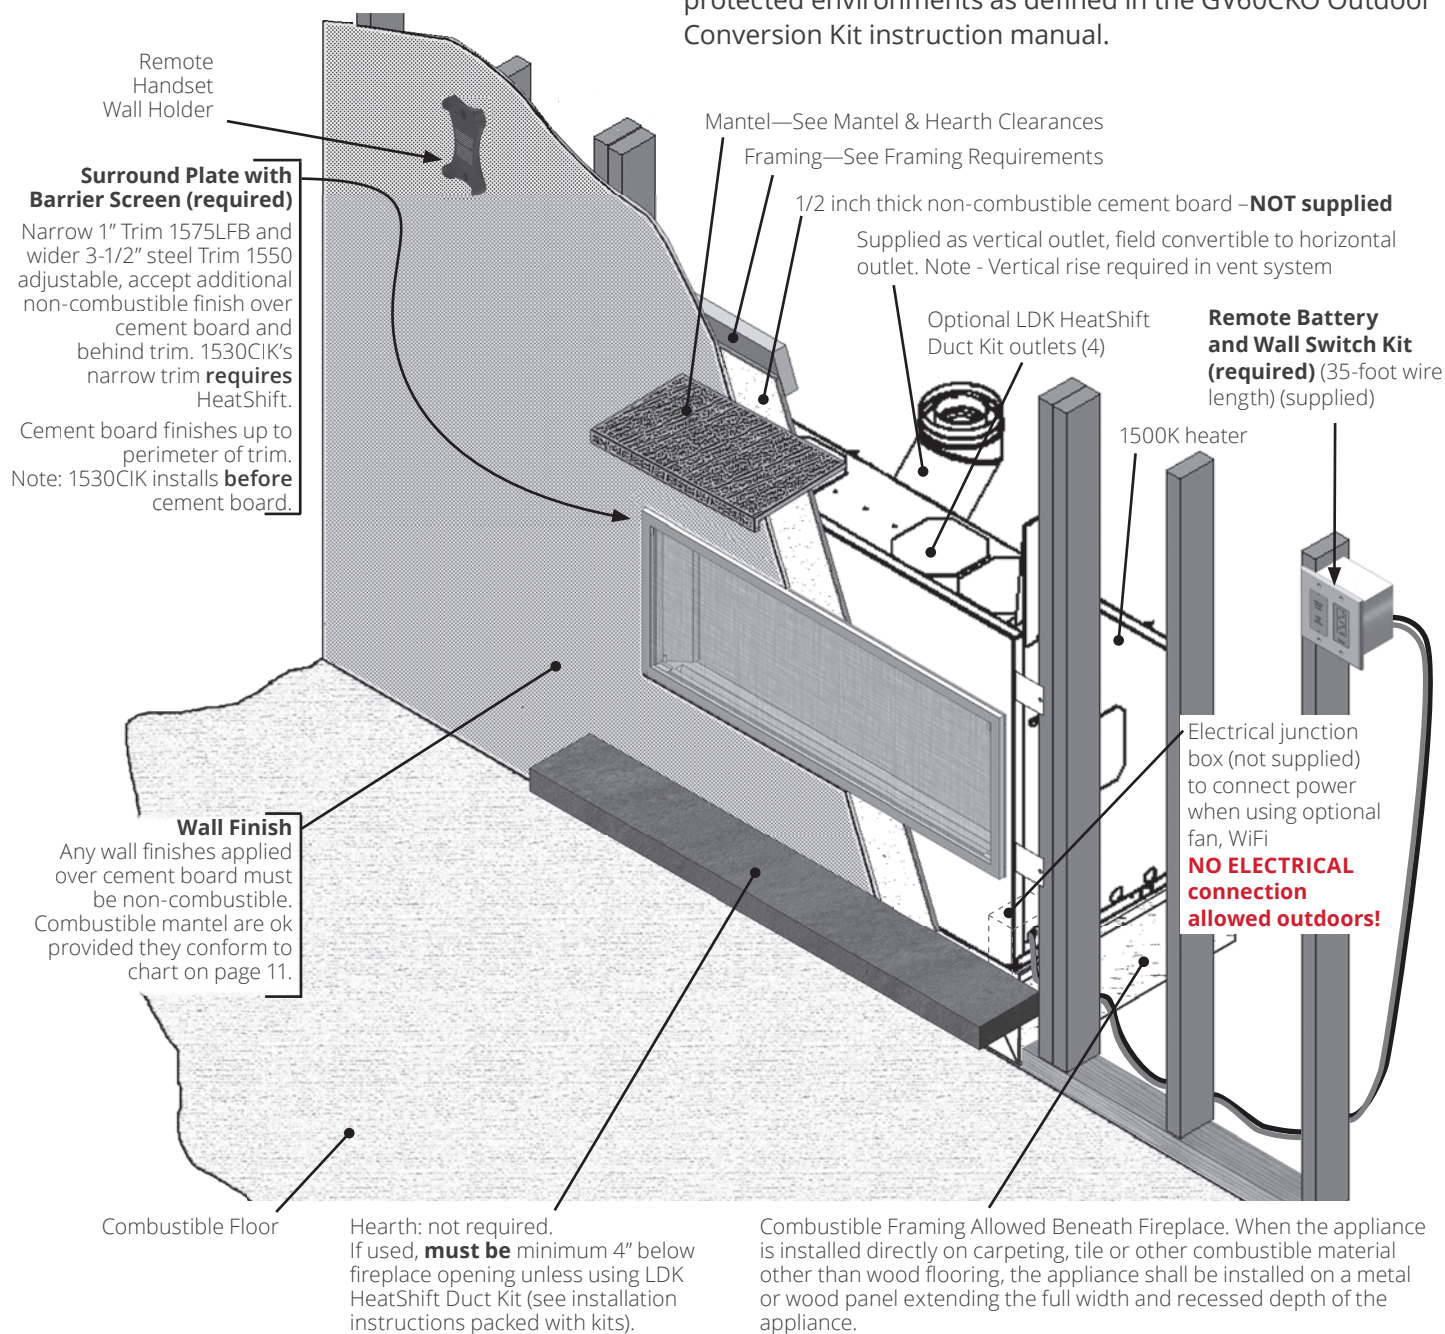 protected environments as defined in the GV60CKO Outdoor
Conversion Kit instruction manual.
Remote
Handset
Wall Holder
Mantel—See Mantel & Hearth Clearances
Framing—See Framing Requirements
1/2 inch thick non-combustible cement board –NOT supplied
Supplied as vertical outlet, field convertible to horizontal
outlet. Note - Vertical rise required in vent system
Surround Plate with
Barrier Screen (required)
Narrow 1” Trim 1575LFB and
wider 3-1/2” steel Trim 1550
adjustable, accept additional
non-combustible finish over
cement board and
behind trim. 1530CIK's
narrow trim requires
HeatShift.
Cement board finishes up to
perimeter of trim.
Note: 1530CIK installs before
cement board.
Optional LDK HeatShift
Duct Kit outlets (4)
Remote Battery
and Wall Switch Kit
(required) (35-foot wire
length) (supplied)
1500K heater
Electrical junction
box (not supplied)
to connect power
when using optional
fan, WiFi
NO ELECTRICAL
connection
allowed outdoors!
Wall Finish
Any wall finishes applied
over cement board must
be non-combustible.
Combustible mantel are ok
provided they conform to
chart on page 11.
Combustible Floor
Hearth: not required.
If used, must be minimum 4” below
fireplace opening unless using LDK
HeatShift Duct Kit (see installation
instructions packed with kits).
Combustible Framing Allowed Beneath Fireplace. When the appliance
is installed directly on carpeting, tile or other combustible material
other than wood flooring, the appliance shall be installed on a metal
or wood panel extending the full width and recessed depth of the
appliance.